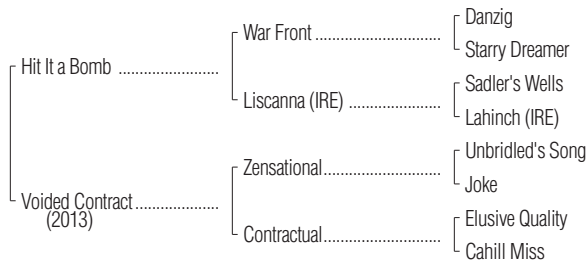 Danzig
War Front
Starry Dreamer
Hit It a Bomb
Sadler's Wells
Liscanna (IRE)
Lahinch (IRE)
Unbridled's Song
Zensational
Joke
Voided Contract
(2013)
Elusive Quality
Contractual
Cahill Miss